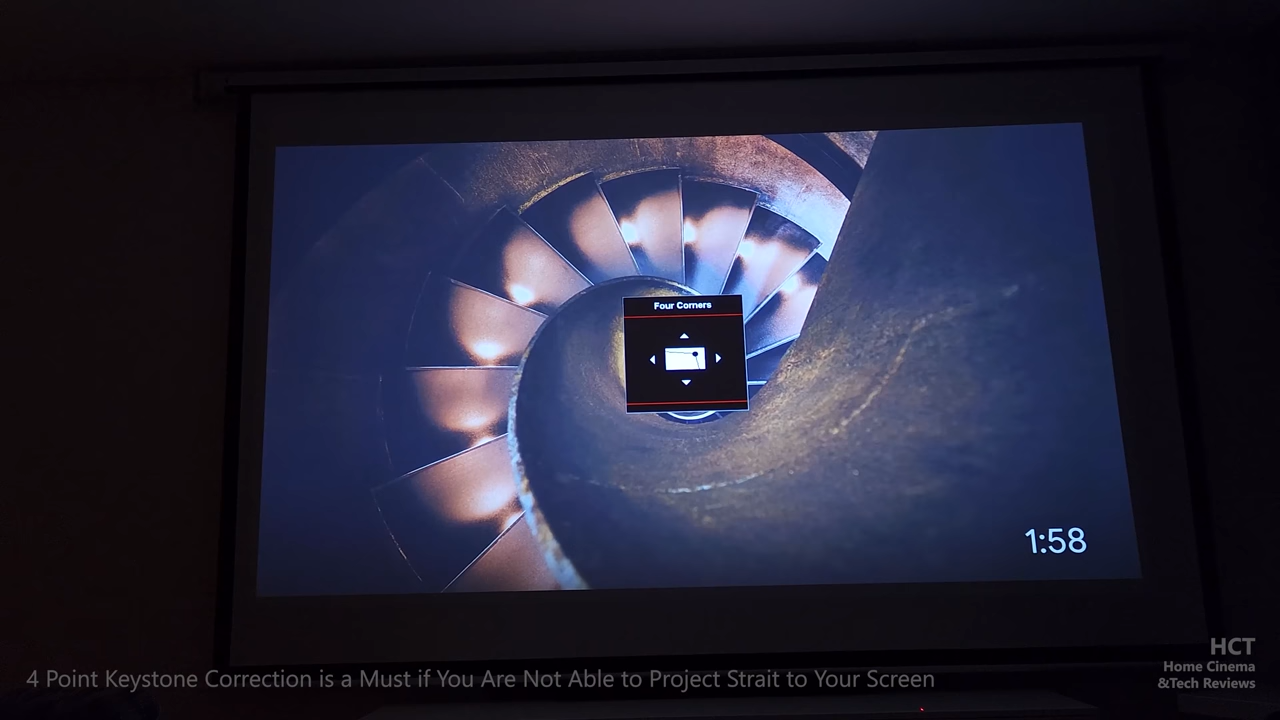 Four Corners
1:58
4 Point Keystone Correction is a Must if You Are Not Able to Project Strait to Your Screen
HCT
Home Cinema
&Tech Reviews